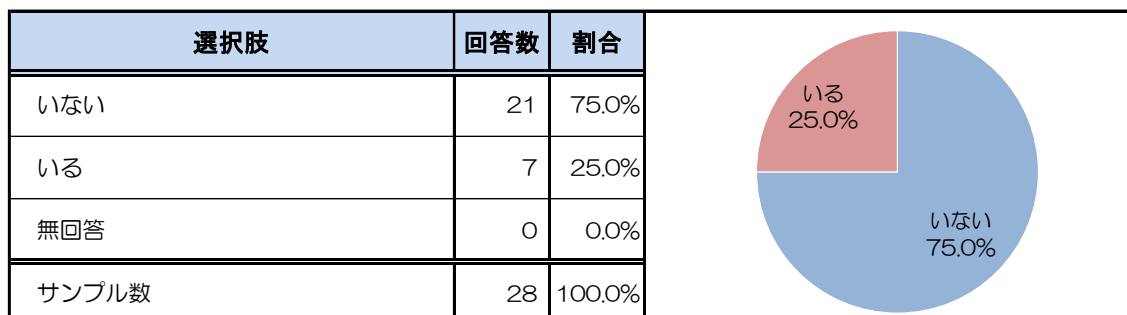 選択肢 回答数 割合
いない 21 75.0%
いる 7 25.0%
無回答 0 0.0%
サンプル数 28 100.0%
いる
25.0%
いない
75.0%